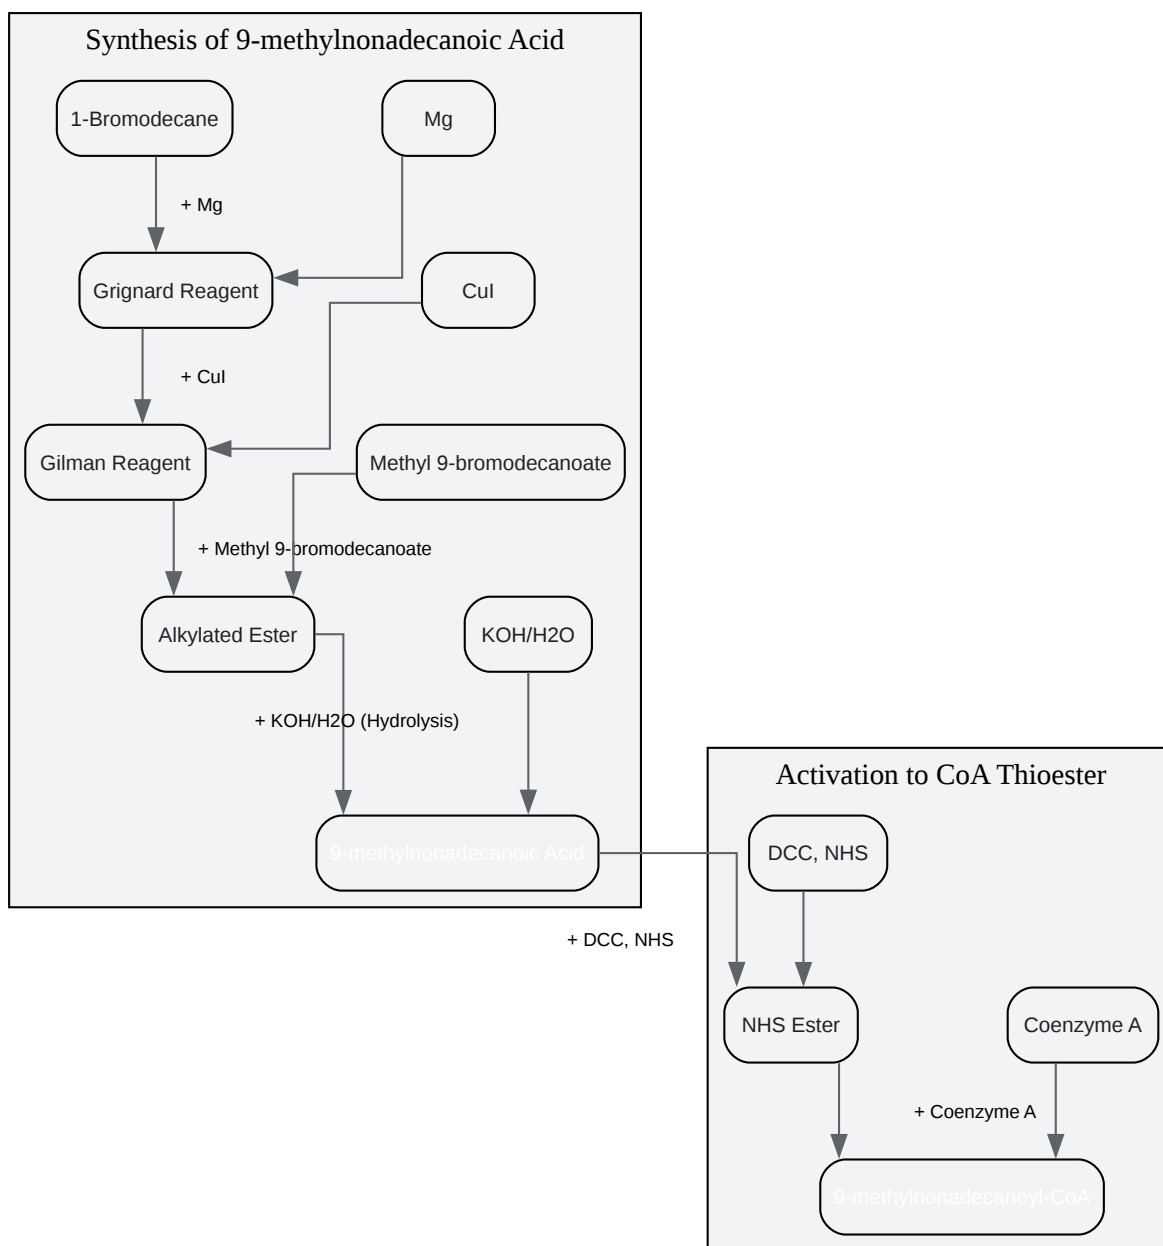 Synthesis of 9-methylnonadecanoic Acid
1-Bromodecane
Mg
+ Mg
Grignard Reagent
CuI
+ CuI
Gilman Reagent
Methyl 9-bromodecanoate
+ Methyl 9-bromodecanoate
Alkylated Ester
KOH/H2O
+ KOH/H2O (Hydrolysis)
9-methylnonadecanoic Acid
Activation to CoA Thioester
DCC, NHS
+ DCC, NHS
NHS Ester
Coenzyme A
+ Coenzyme A
9-methylnonadecanoyl-CoA